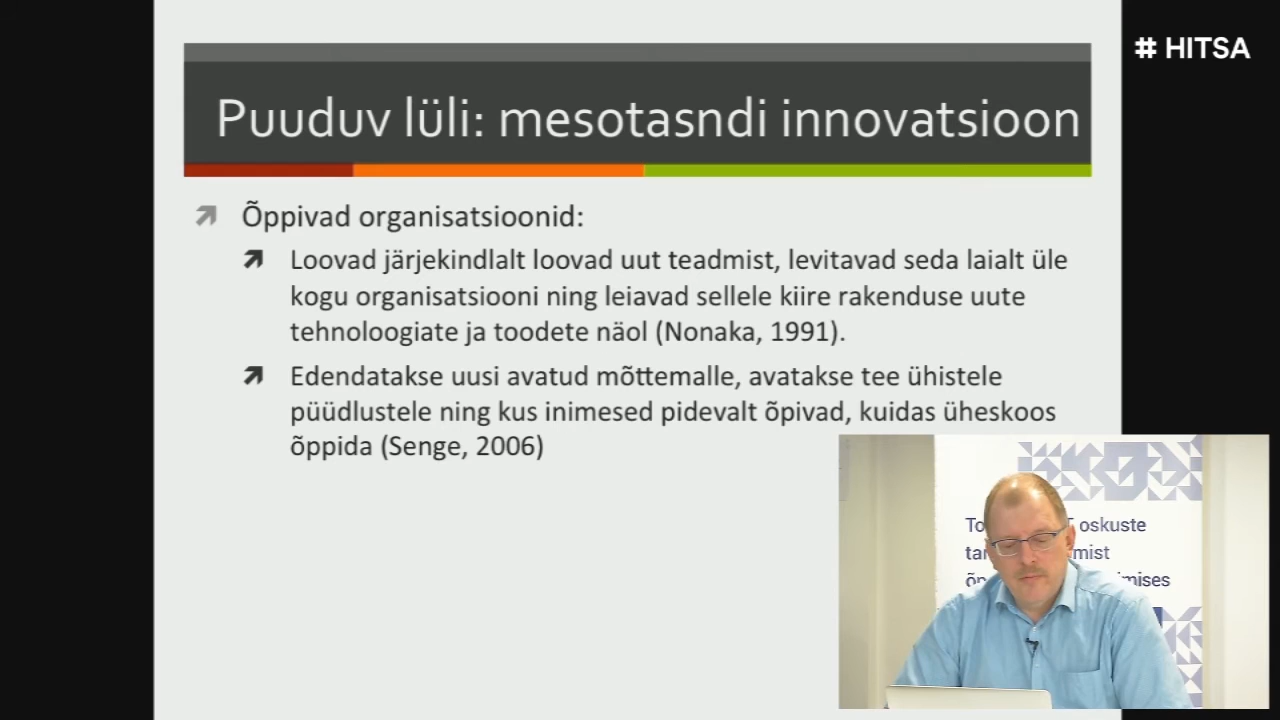 # HITSA
Puuduv lüli: mesotasndi innovatsioon
Õppivad organisatsioonid:
Loovad järjekindlalt loovad uut teadmist, levitavad seda laialt üle
kogu organisatsiooni ning leiavad sellele kiire rakenduse uute
tehnoloogiate ja toodete näol (Nonaka, 1991).
Edendatakse uusi avatud mõttemalle, avatakse tee ühistele
püüdlustele ning kus inimesed pidevalt õpivad, kuidas üheskoos
õppida (Senge, 2006)
oskuste